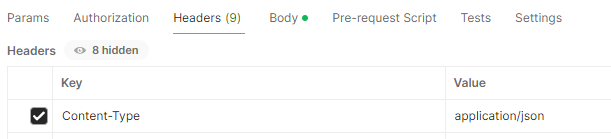 Params Authorization Headers (9) Body Pre-request Script Tests Settings
Headers 8 hidden
Key Value
Content-Type application/json